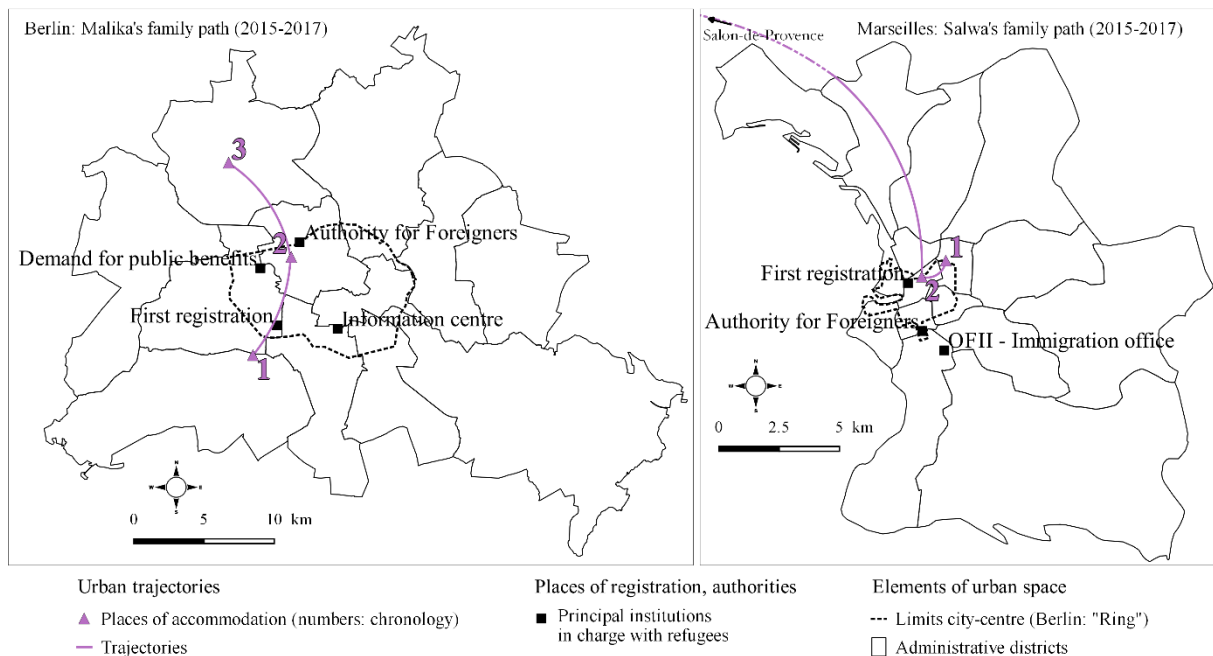 Berlin: Malika's family path (2015-2017)
3
2
Authority for Foreigners
Demand for public benefits
First registration
Information centre
1
N
W E
S
0 5 10 km
Salon-de-Provence
Marseilles: Salwa's family path (2015-2017)
1
First registration
2
Authority for Foreigners
OFII - Immigration office
N
W E
S
0 2.5 5 km
Urban trajectories
Places of accommodation (numbers: chronology)
Trajectories
Places of registration, authorities
Principal institutions
in charge with refugees
Elements of urban space
Limits city-centre (Berlin: "Ring")
Administrative districts